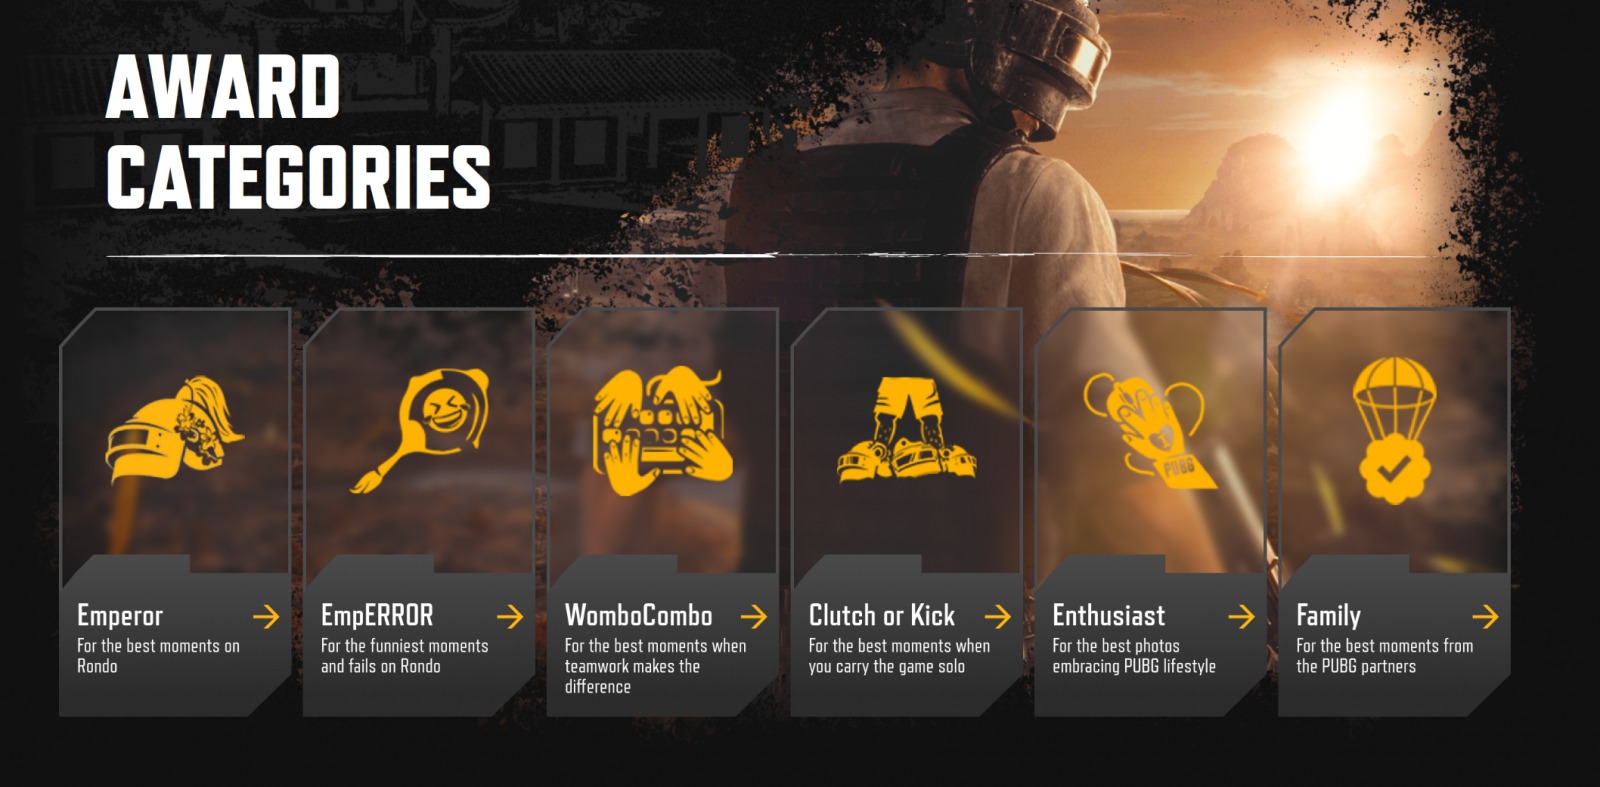 AWARD
CATEGORIES
PUBG
Emperor
For the best moments on
Rondo
EmpERROR
For the funniest moments
and fails on Rondo
WomboCombo
For the best moments when
teamwork makes the
difference
Clutch or Kick
For the best moments when
you carry the game solo
Enthusiast
For the best photos
embracing PUBG lifestyle
Family
For the best moments from
the PUBG partners